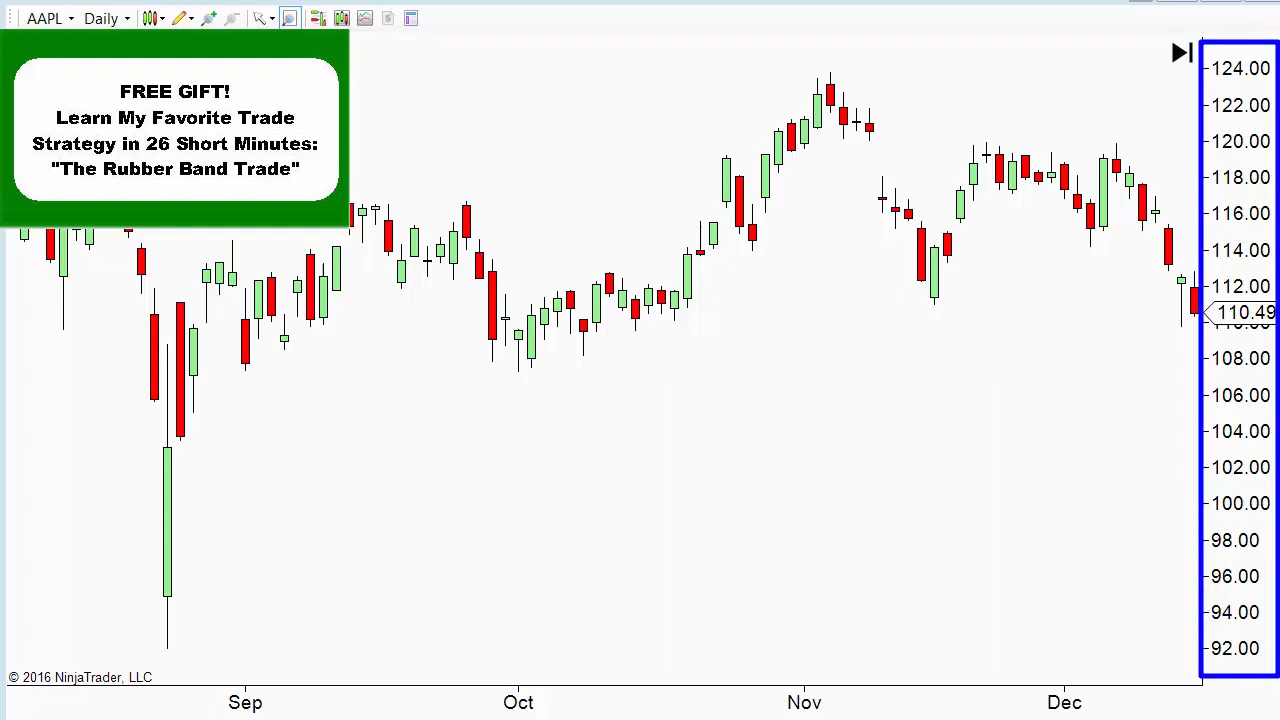 AAPL Daily
FREE GIFT!
Learn My Favorite Trade
Strategy in 26 Short Minutes:
"The Rubber Band Trade"
124.00
122.00
120.00
118.00
116.00
114.00
112.00
110.49
108.00
106.00
104.00
102.00
100.00
98.00
96.00
94.00
92.00
© 2016 NinjaTrader, LLC
Sep Oct Nov Dec